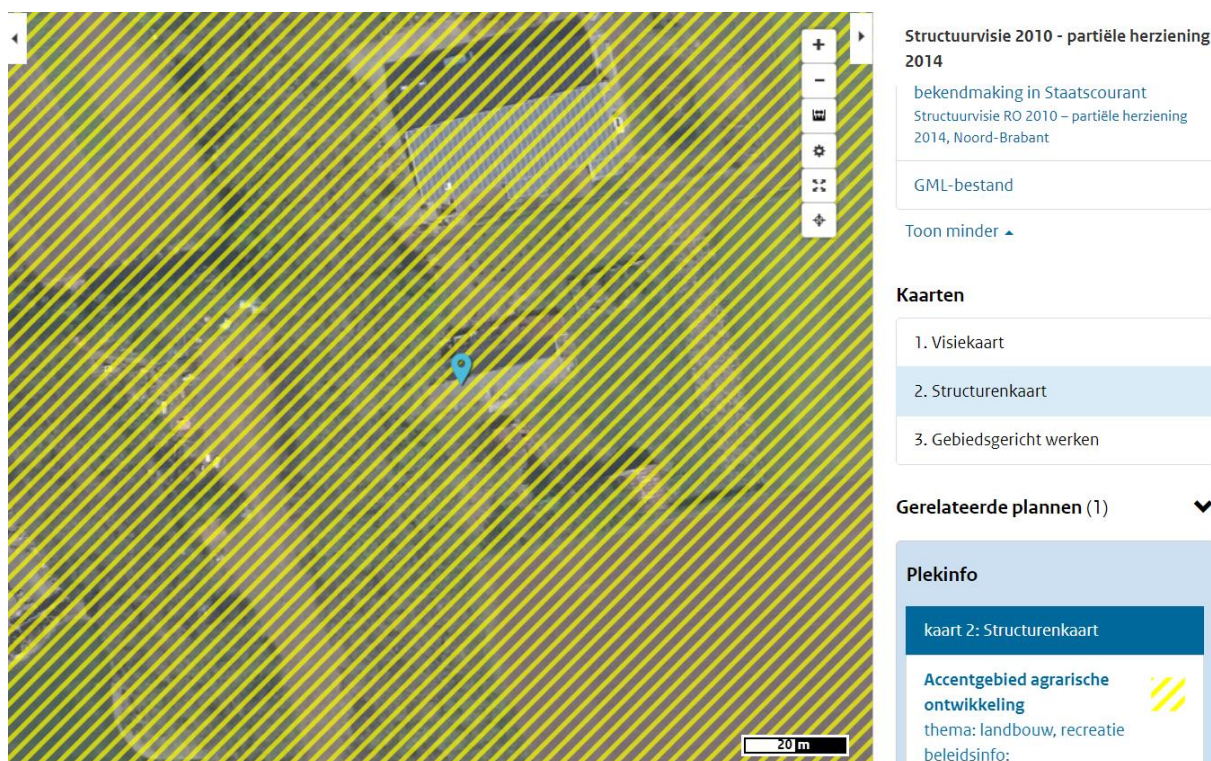 Structuurvisie 2010 - partiële herziening
2014
bekendmaking in Staatscourant
Structuurvisie RO 2010 – partiële herziening
2014, Noord-Brabant
GML-bestand
Toon minder
Kaarten
1. Visiekaart
2. Structurenkaart
3. Gebiedsgericht werken
Gerelateerde plannen (1)
Plekinfo
kaart 2: Structurenkaart
Accentgebied agrarische
ontwikkeling
thema: landbouw, recreatie
beleidsinfo:
20 m